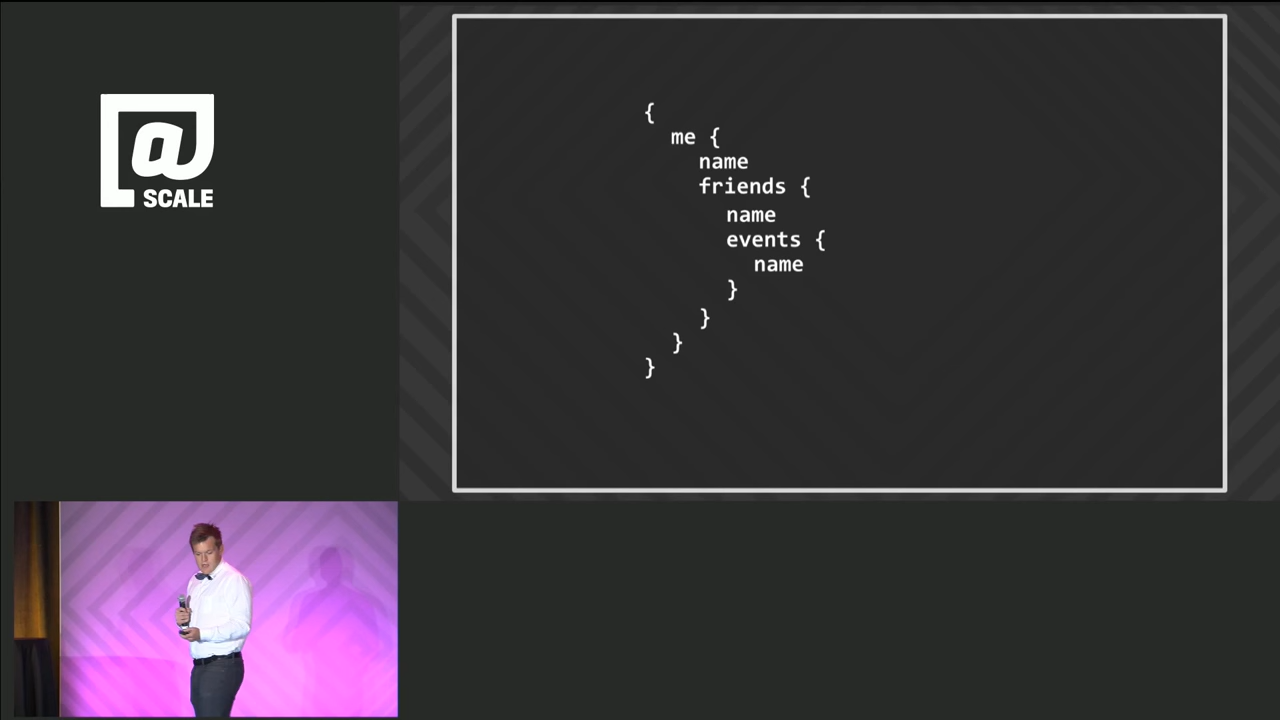 @
SCALE
{
me {
name
friends {
name
events {
name
}
}
}
}